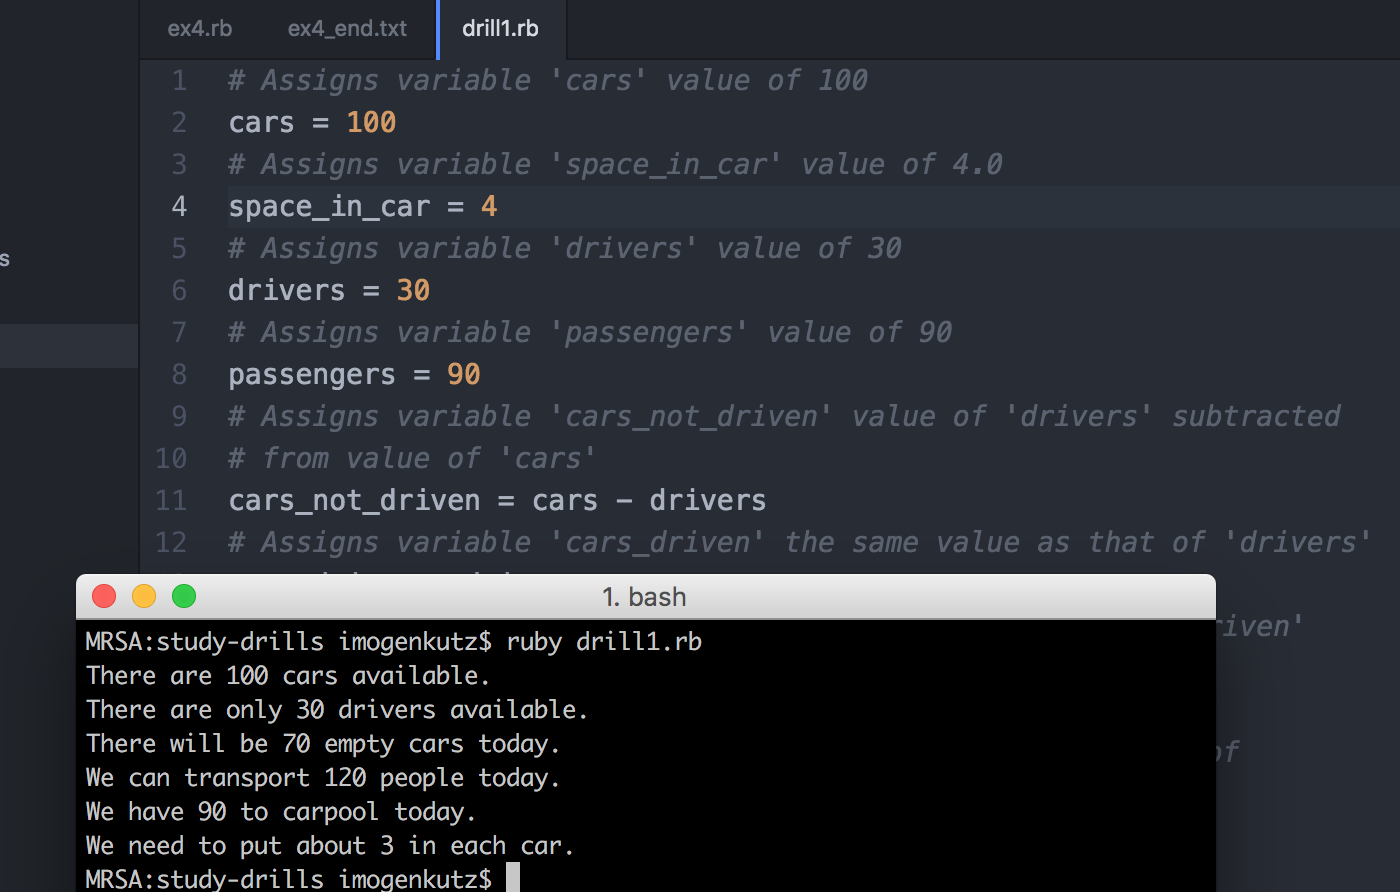 ex4.rb ex4_end.txt drill1.rb
1 # Assigns variable 'cars' value of 100
2 cars = 100
3 # Assigns variable 'space_in_car' value of 4.0
4 space_in_car = 4
s
5 # Assigns variable 'drivers' value of 30
6 drivers = 30
7 # Assigns variable 'passengers' value of 90
8 passengers = 90
9 # Assigns variable 'cars_not_driven' value of 'drivers' subtracted
10 # from value of 'cars'
11 cars_not_driven = cars - drivers
12 # Assigns variable 'cars_driven' the same value as that of 'drivers'
1. bash
riven'
of
MRSA:study-drills imogenkutz$ ruby drill1.rb
There are 100 cars available.
There are only 30 drivers available.
There will be 70 empty cars today.
We can transport 120 people today.
We have 90 to carpool today.
We need to put about 3 in each car.
MRSA:study-drills imogenkutz$